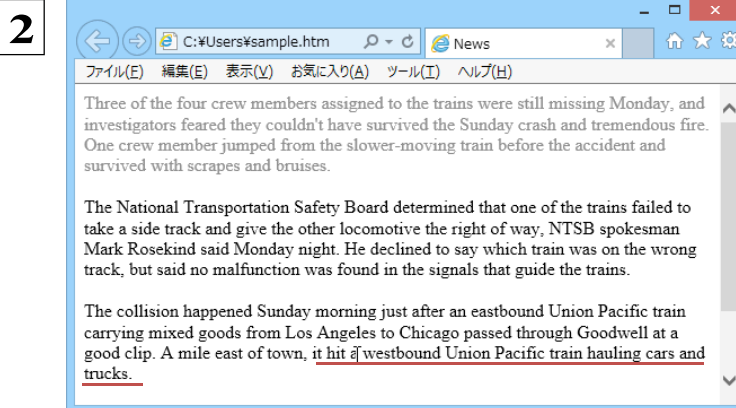 2
C:¥Users¥sample.htm
News
ファイル(F) 編集(E) 表示(V) お気に入り(A) ツール(T) ヘルプ(H)
Three of the four crew members assigned to the trains were still missing Monday, and
investigators feared they couldn't have survived the Sunday crash and tremendous fire.
One crew member jumped from the slower-moving train before the accident and
survived with scrapes and bruises.
The National Transportation Safety Board determined that one of the trains failed to
take a side track and give the other locomotive the right of way, NTSB spokesman
Mark Rosekind said Monday night. He declined to say which train was on the wrong
track, but said no malfunction was found in the signals that guide the trains.
The collision happened Sunday morning just after an eastbound Union Pacific train
carrying mixed goods from Los Angeles to Chicago passed through Goodwell at a
good clip. A mile east of town, it hit a westbound Union Pacific train hauling cars and
trucks.